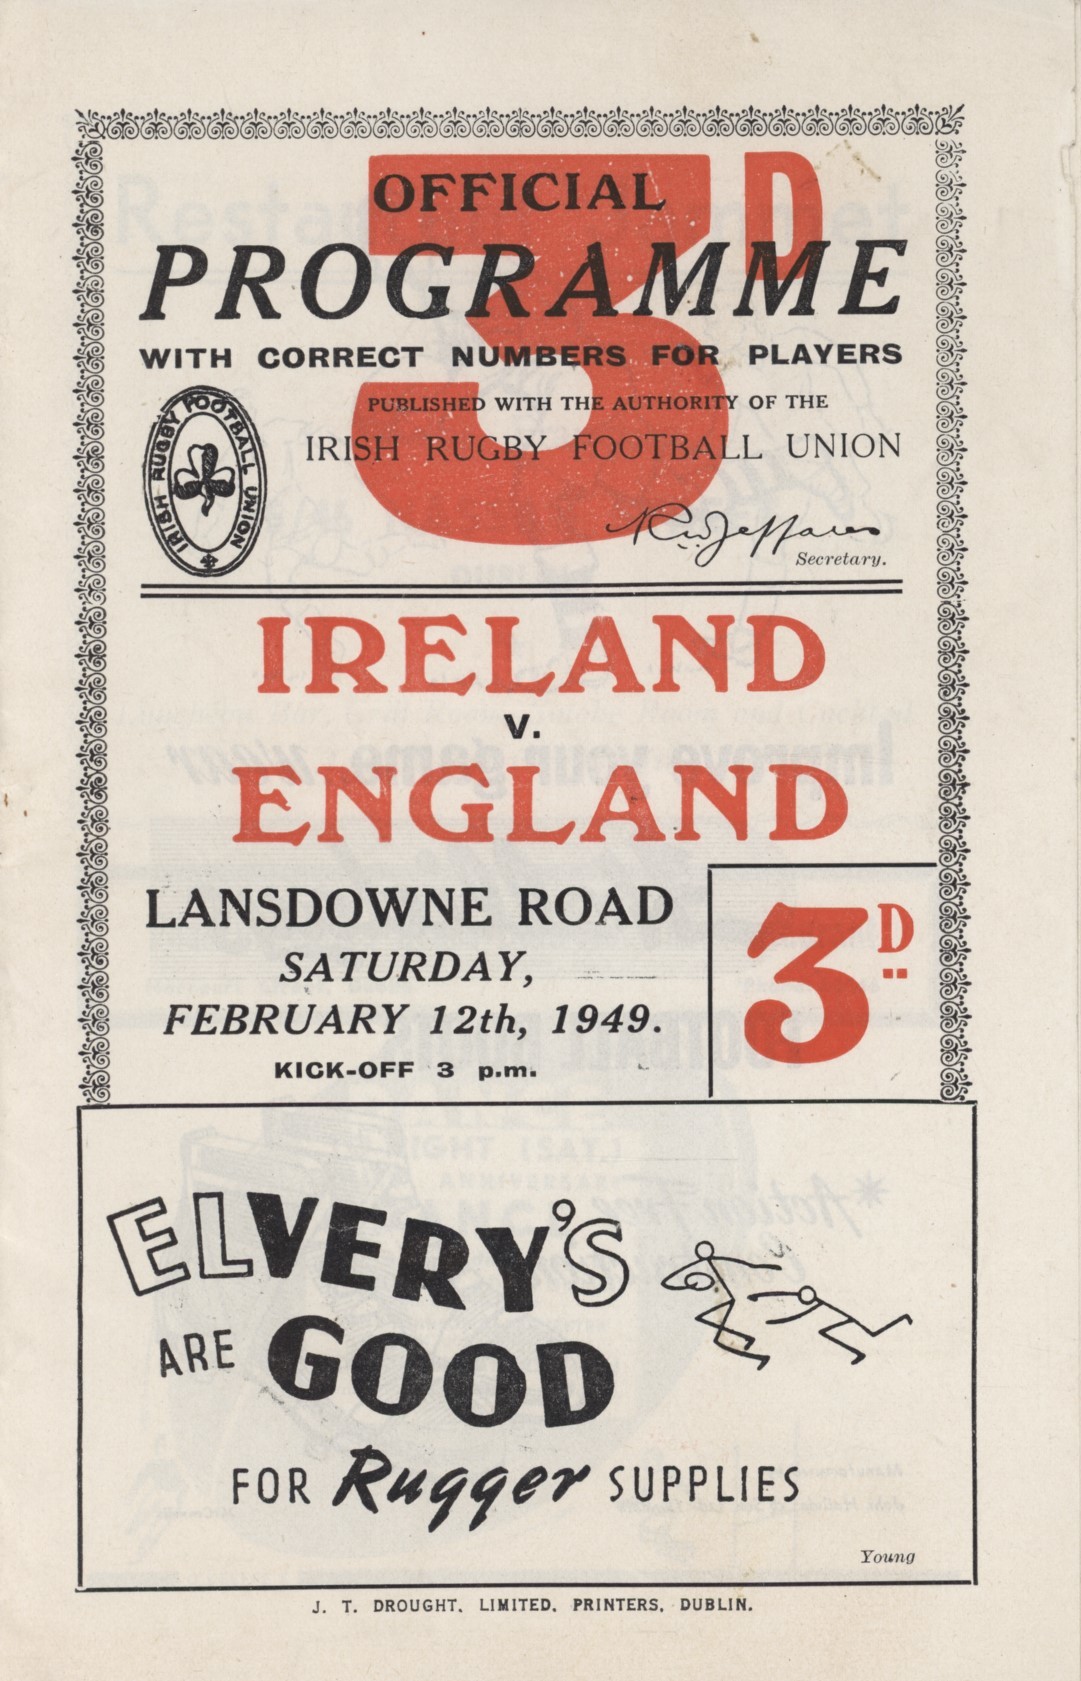 3D
OFFICIAL
PROGRAMME
WITH CORRECT NUMBERS FOR PLAYERS
PUBLISHED WITH THE AUTHORITY OF THE
IRISH RUGBY FOOTBALL UNION
IRISH RUGBY FOOTBALL UNION
R.W. Jeffares
Secretary.
IRELAND
V.
ENGLAND
LANSDOWNE ROAD
SATURDAY,
FEBRUARY 12th, 1949.
KICK-OFF 3 p.m.
3D
ELVERY'S
ARE GOOD
FOR Rugger SUPPLIES
Young
J. T. DROUGHT, LIMITED, PRINTERS, DUBLIN.